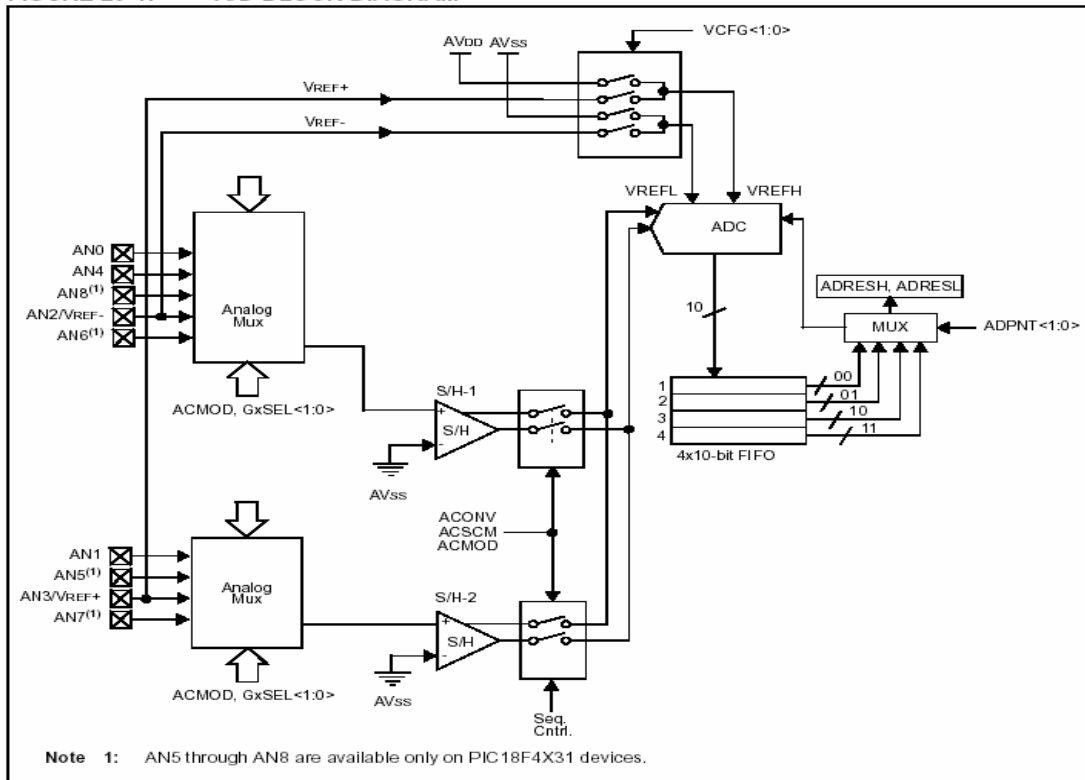 VCFG<1:0>
AVDD AVSS
VREF+
VREF-
VREFL VREFH
ADC
AN0
AN4
AN8(1)
AN2/VREF-
AN6(1)
Analog
Mux
ACMOD, GxSEL<1:0>
10
ADRESH, ADRESL
MUX
ADPNT<1:0>
1
2
3
4
00
01
10
11
4x10-bit FIFO
S/H-1
+
S/H
-
AVSS
ACONV
ACSCM
ACMOD
AN1
AN5(1)
AN3/VREF+
AN7(1)
Analog
Mux
ACMOD, GxSEL<1:0>
S/H-2
+
S/H
-
AVSS
Seq.
Cntrl.
Note 1: AN5 through AN8 are available only on PIC18F4X31 devices.